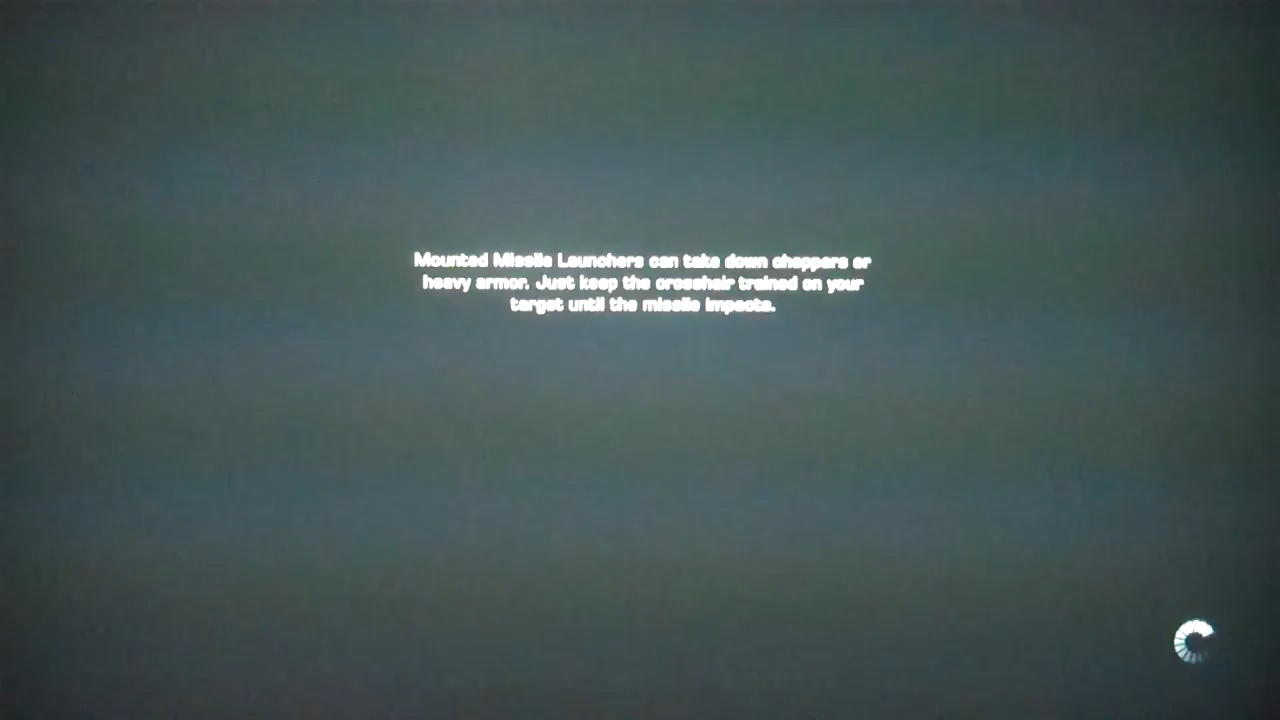 Mounted Missile Launchers can take down choppers or
heavy armor. Just keep the crosshair trained on your
target until the missile impacts.